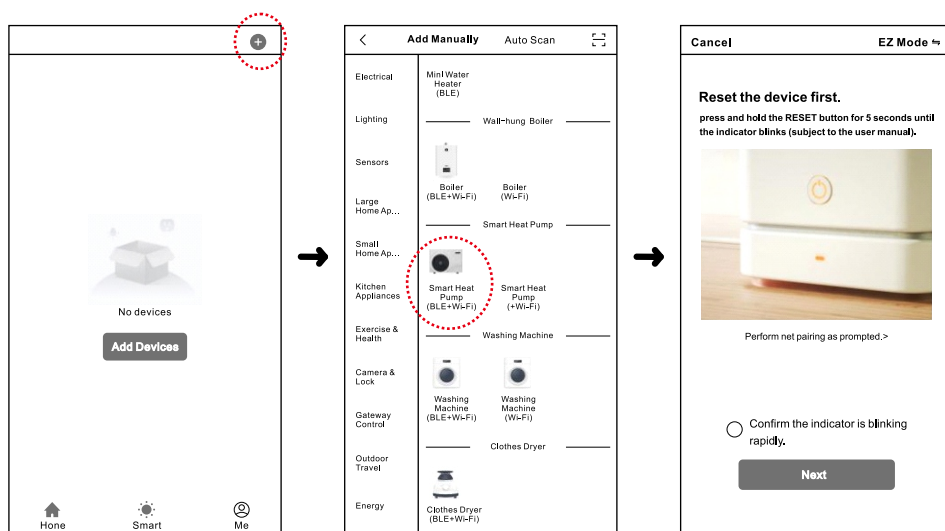 No devices
Add Devices
Hone
Smart
Me
Add Manually
Auto Scan
Electrical
Lighting
Sensors
Large
Home Ap...
Small
Home Ap...
Kitchen
Appliances
Exercise &
Health
Camera &
Lock
Gateway
Control
Outdoor
Travel
Energy
Mini Water
Heater
(BLE)
Wall-hung Boiler
Boiler
(BLE+Wi-Fi)
Boiler
(Wi-Fi)
Smart Heat Pump
Smart Heat
Pump
(BLE+Wi-Fi)
Smart Heat
Pump
(+Wi-Fi)
Washing Machine
Washing
Machine
(BLE+Wi-Fi)
Washing
Machine
(Wi-Fi)
Clothes Dryer
Clothes Dryer
(BLE+Wi-Fi)
Cancel
EZ Mode ⇋
Reset the device first.
press and hold the RESET button for 5 seconds until
the indicator blinks (subject to the user manual).
Perform net pairing as prompted.>
Confirm the indicator is blinking
rapidly.
Next